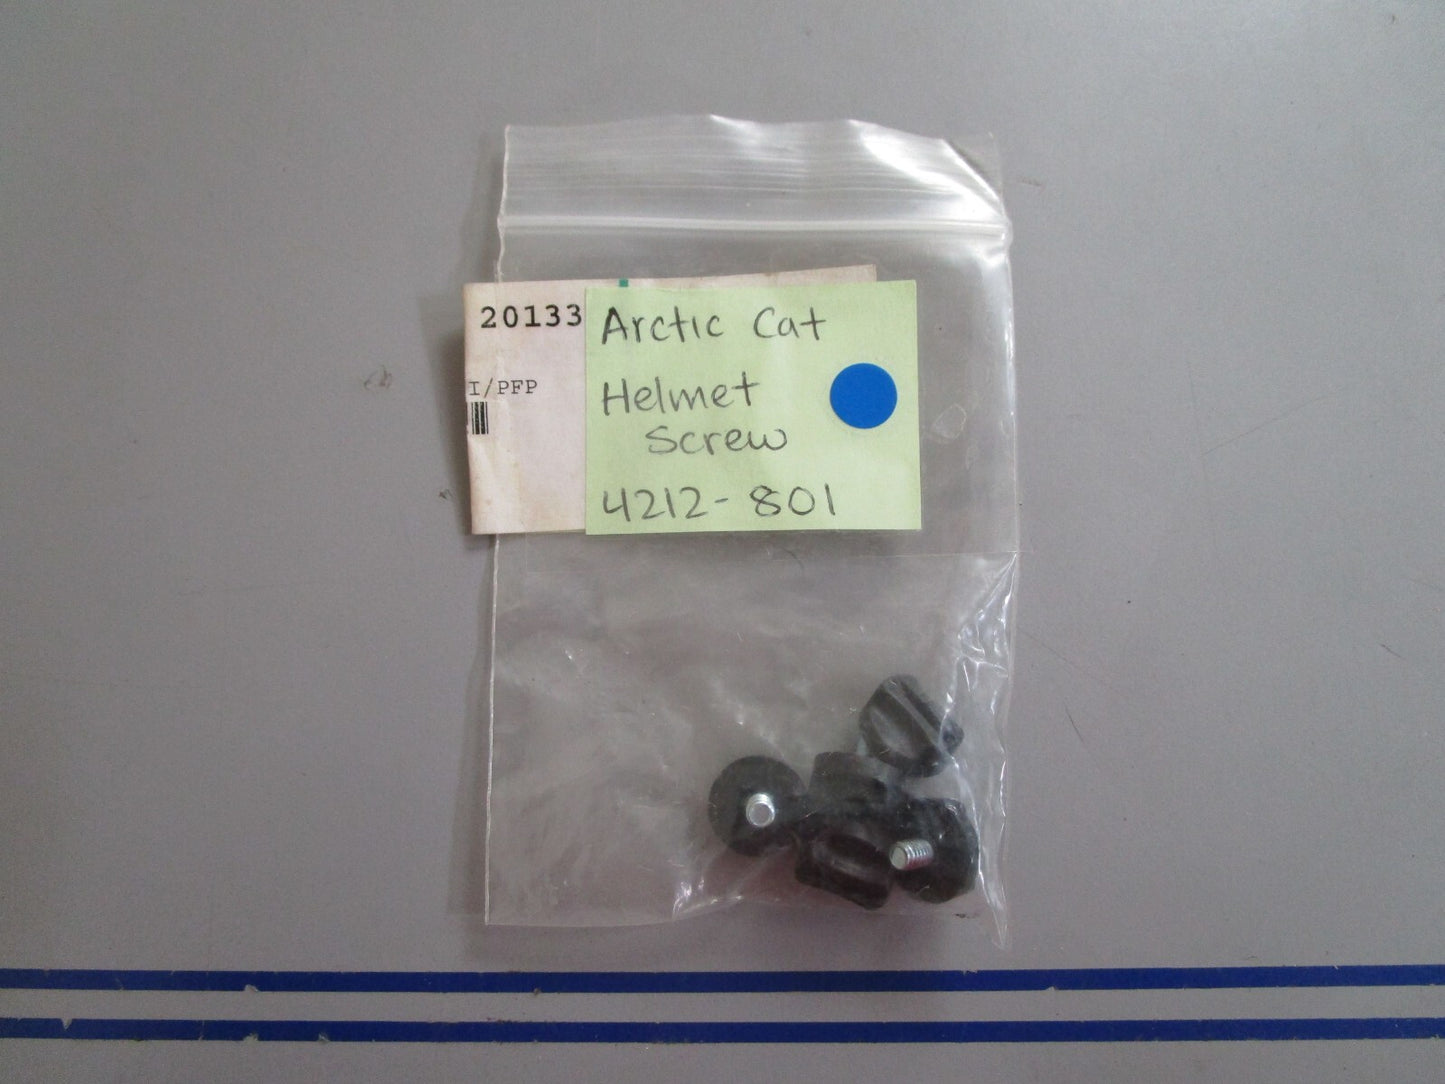 20133
I/PFP
Arctic Cat
Helmet
Screw
4212-801